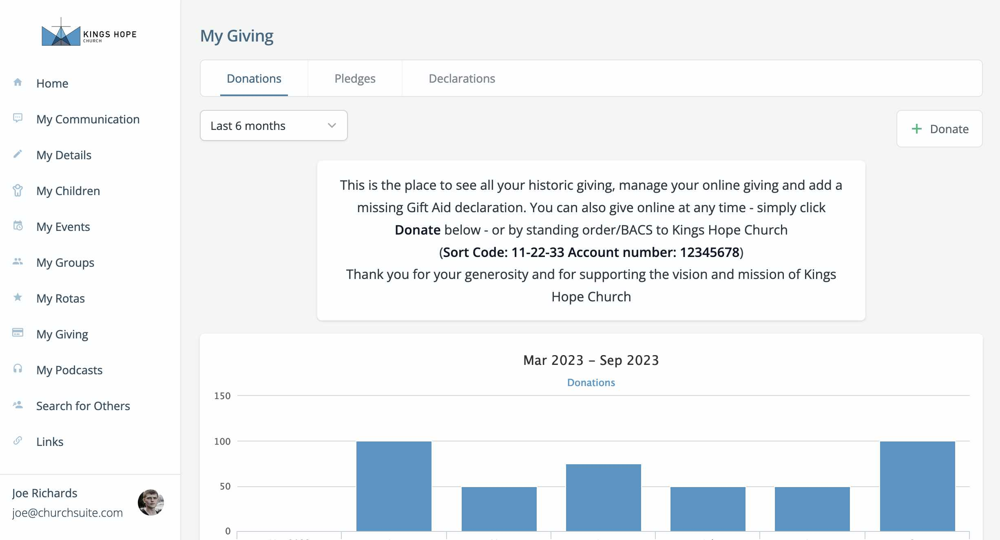 KINGS HOPE
CHURCH
Home
My Communication
My Details
My Children
My Events
My Groups
My Rotas
My Giving
My Podcasts
Search for Others
Links
Joe Richards
joe@churchsuite.com
My Giving
Donations
Pledges
Declarations
Last 6 months
+ Donate
This is the place to see all your historic giving, manage your online giving and add a
missing Gift Aid declaration. You can also give online at any time - simply click
Donate below - or by standing order/BACS to Kings Hope Church
(Sort Code: 11-22-33 Account number: 12345678)
Thank you for your generosity and for supporting the vision and mission of Kings
Hope Church
Mar 2023 – Sep 2023
Donations
150
100
50
0